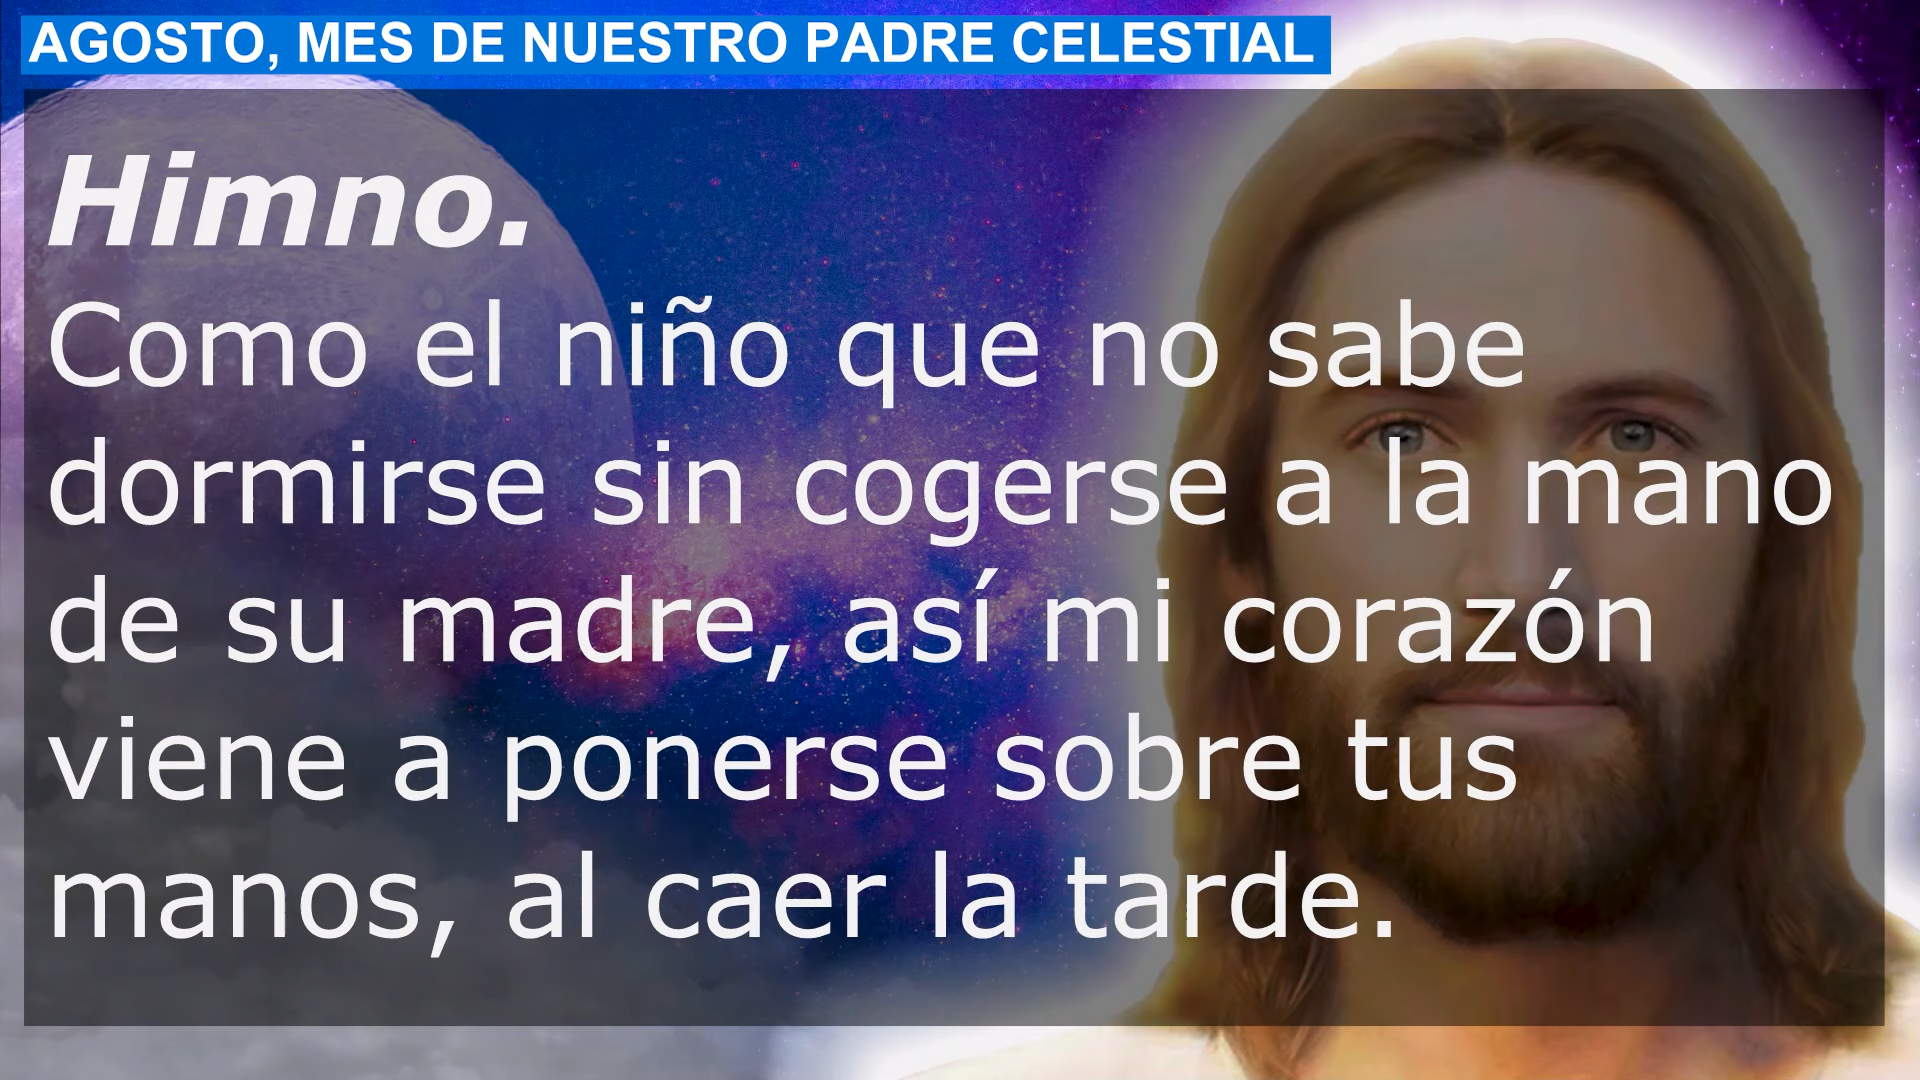 AGOSTO, MES DE NUESTRO PADRE CELESTIAL
Himno.
Como el niño que no sabe
dormirse sin cogerse a la mano
de su madre, así mi corazón
viene a ponerse sobre tus
manos, al caer la tarde.